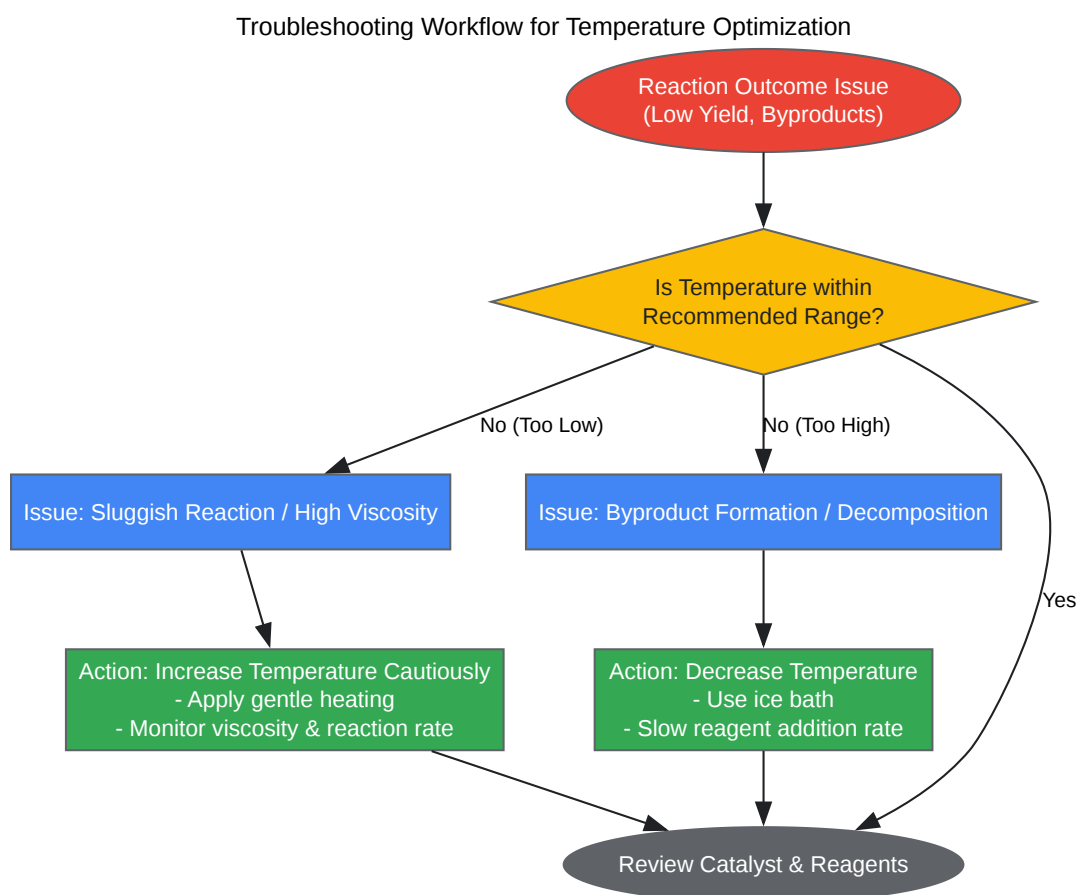 Troubleshooting Workflow for Temperature Optimization
Reaction Outcome Issue
(Low Yield, Byproducts)
Is Temperature within
Recommended Range?
No (Too Low)
No (Too High)
Yes
Issue: Sluggish Reaction / High Viscosity
Issue: Byproduct Formation / Decomposition
Action: Increase Temperature Cautiously
- Apply gentle heating
- Monitor viscosity & reaction rate
Action: Decrease Temperature
- Use ice bath
- Slow reagent addition rate
Review Catalyst & Reagents